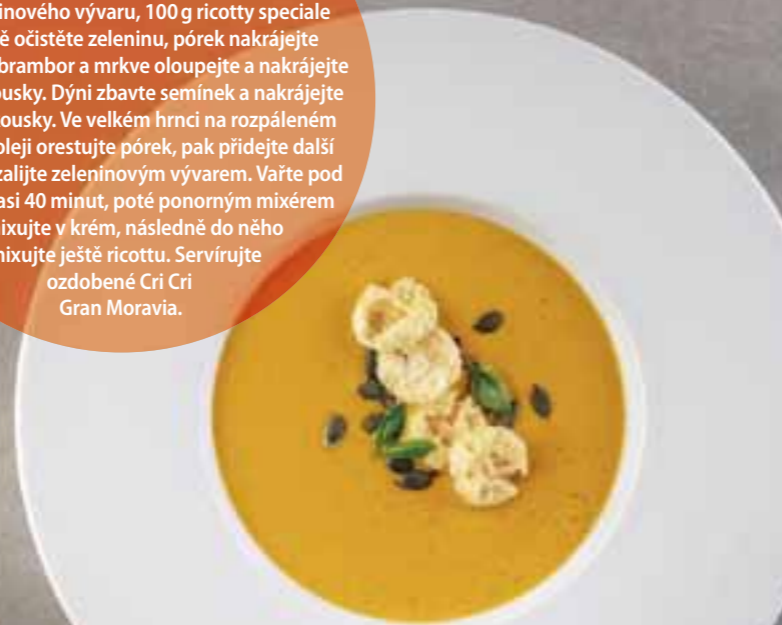 inového vývaru, 100 g ricotty speciale
ě očistěte zeleninu, pórek nakrájejte
brambor a mrkve oloupejte a nakrájejte
ousky. Dýni zbavte semínek a nakrájejte
ousky. Ve velkém hrnci na rozpáleném
oleji orestujte pórek, pak přidejte další
zalijte zeleninovým vývarem. Vařte pod
asi 40 minut, poté ponorným mixérem
ixujte v krém, následně do něho
mixujte ještě ricottu. Servírujte
ozdobené Cri Cri
Gran Moravia.